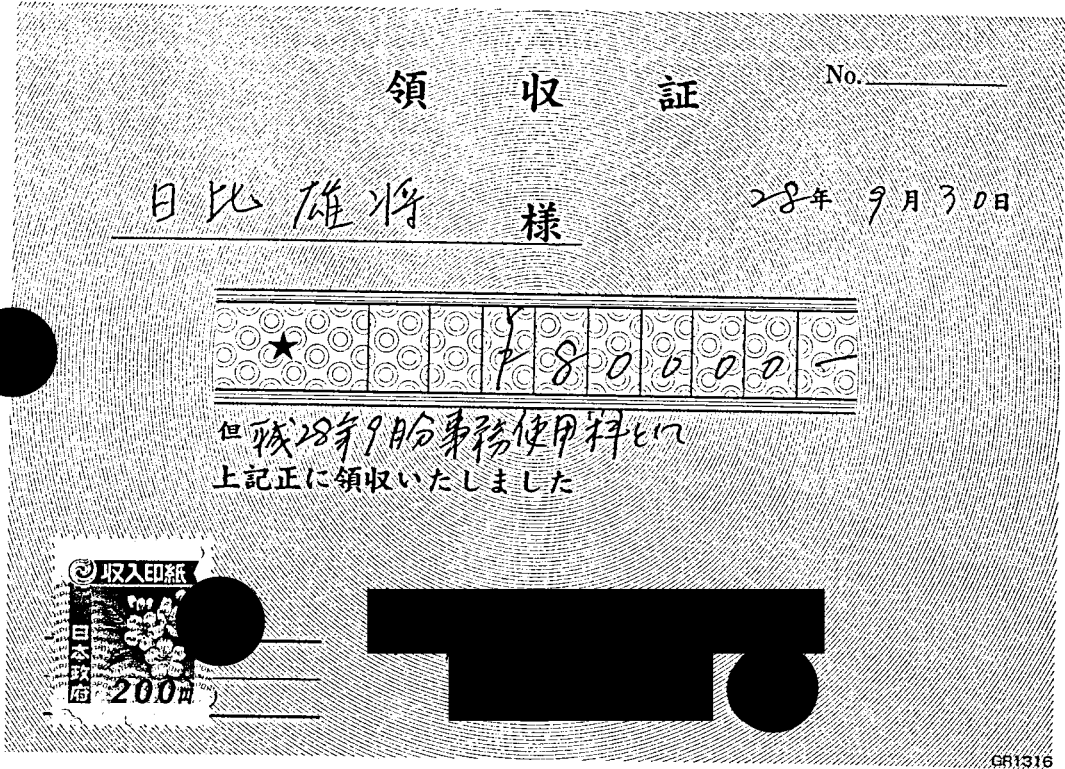 領収証
No.
日比 雄将 様
28年 9月30日
★ ¥80000-
但 平成28年9月分事務使用料として
上記正に領収いたしました
収入印紙
日本政府
200円
GR1316